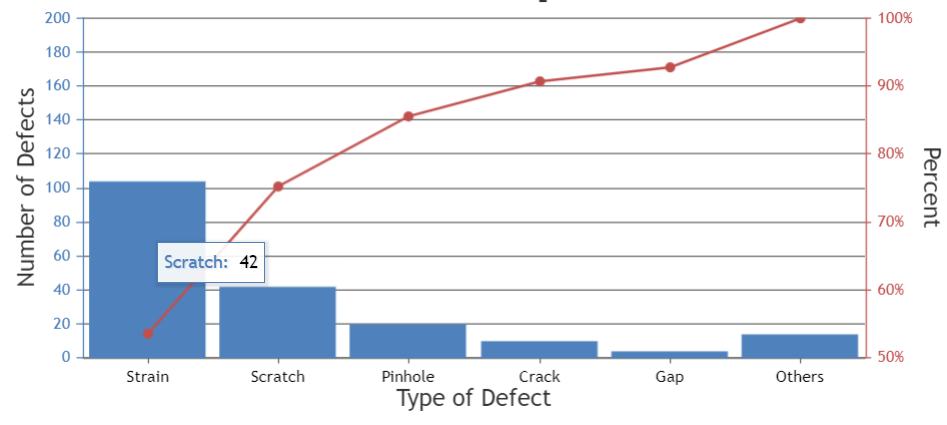 200 100%
180
160 90%
140
120 80%
100
80 70%
60
Scratch: 42
40 60%
20
0 50%
Number of Defects
Percent
Strain Scratch Pinhole Crack Gap Others
Type of Defect